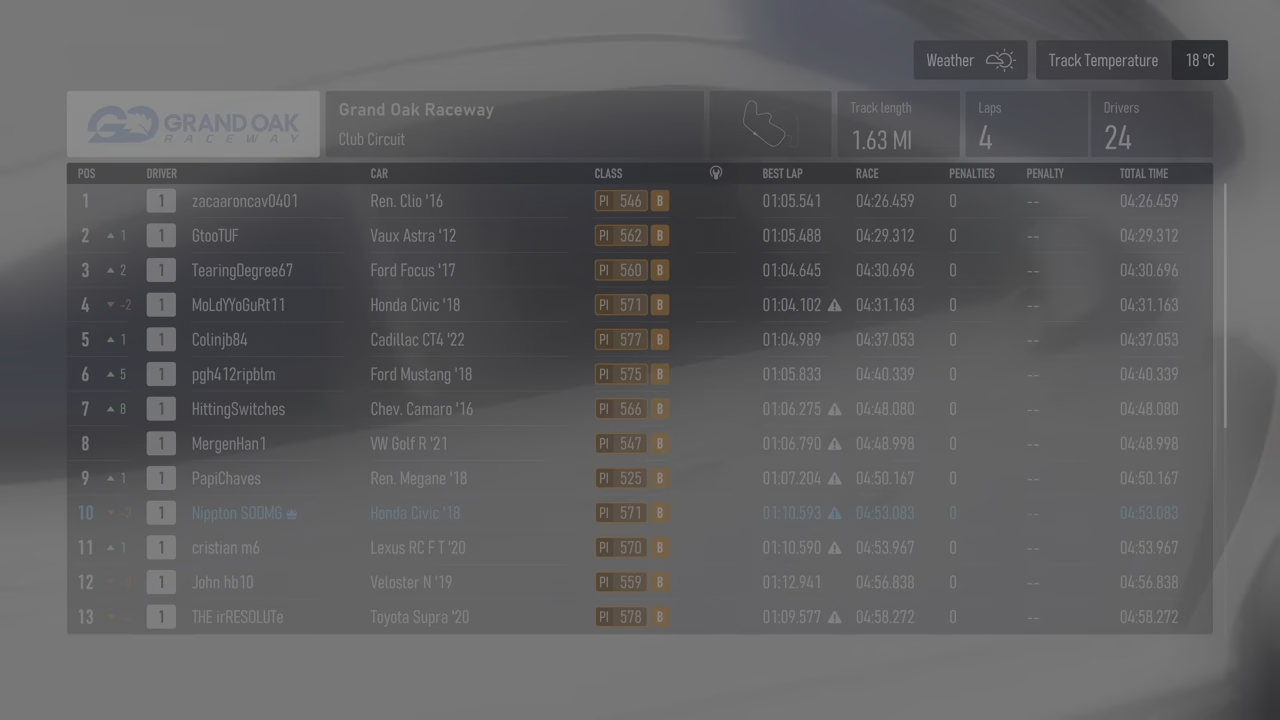 Weather Track Temperature 18 °C
GRAND OAK
RACEWAY
Grand Oak Raceway
Club Circuit
Track length
1.63 MI
Laps
4
Drivers
24
POS DRIVER CAR CLASS BEST LAP RACE PENALTIES PENALTY TOTAL TIME
1 1 zacaaroncav0401 Ren. Clio '16 PI 546 B 01:05.541 04:26.459 0 -- 04:26.459
2 1 1 GtooTUF Vaux Astra '12 PI 562 B 01:05.488 04:29.312 0 -- 04:29.312
3 2 1 TearingDegree67 Ford Focus '17 PI 560 B 01:04.645 04:30.696 0 -- 04:30.696
4 -2 1 MoLdYYoGuRt11 Honda Civic '18 PI 571 B 01:04.102 04:31.163 0 -- 04:31.163
5 1 1 Colinjb84 Cadillac CT4 '22 PI 577 B 01:04.989 04:37.053 0 -- 04:37.053
6 5 1 pgh412ripblm Ford Mustang '18 PI 575 B 01:05.833 04:40.339 0 -- 04:40.339
7 8 1 HittingSwitches Chev. Camaro '16 PI 566 B 01:06.275 04:48.080 0 -- 04:48.080
8 1 MergenHan1 VW Golf R '21 PI 547 B 01:06.790 04:48.998 0 -- 04:48.998
9 1 1 PapiChaves Ren. Megane '18 PI 525 B 01:07.204 04:50.167 0 -- 04:50.167
10 1 Nippton SODMG Honda Civic '18 PI 571 B 01:10.593 04:53.083 0 -- 04:53.083
11 1 1 cristian m6 Lexus RC F T '20 PI 570 B 01:10.590 04:53.967 0 -- 04:53.967
12 1 John hb10 Veloster N '19 PI 559 B 01:12.941 04:56.838 0 -- 04:56.838
13 1 THE irRESOLUTe Toyota Supra '20 PI 578 B 01:09.577 04:58.272 0 -- 04:58.272